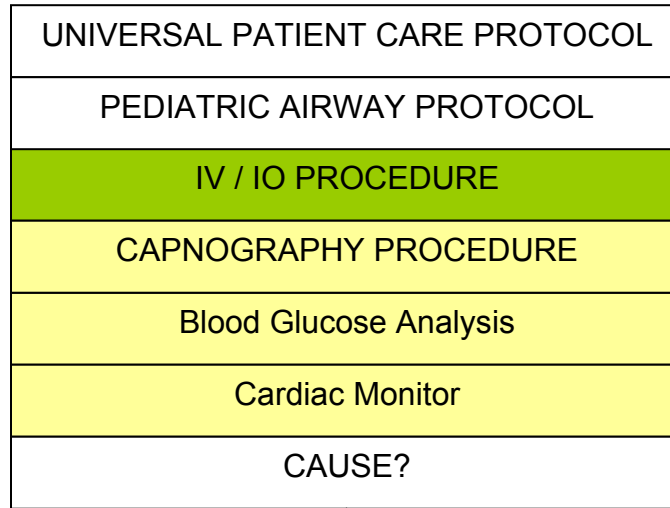 UNIVERSAL PATIENT CARE PROTOCOL
PEDIATRIC AIRWAY PROTOCOL
IV / IO PROCEDURE
CAPNOGRAPHY PROCEDURE
Blood Glucose Analysis
Cardiac Monitor
CAUSE?